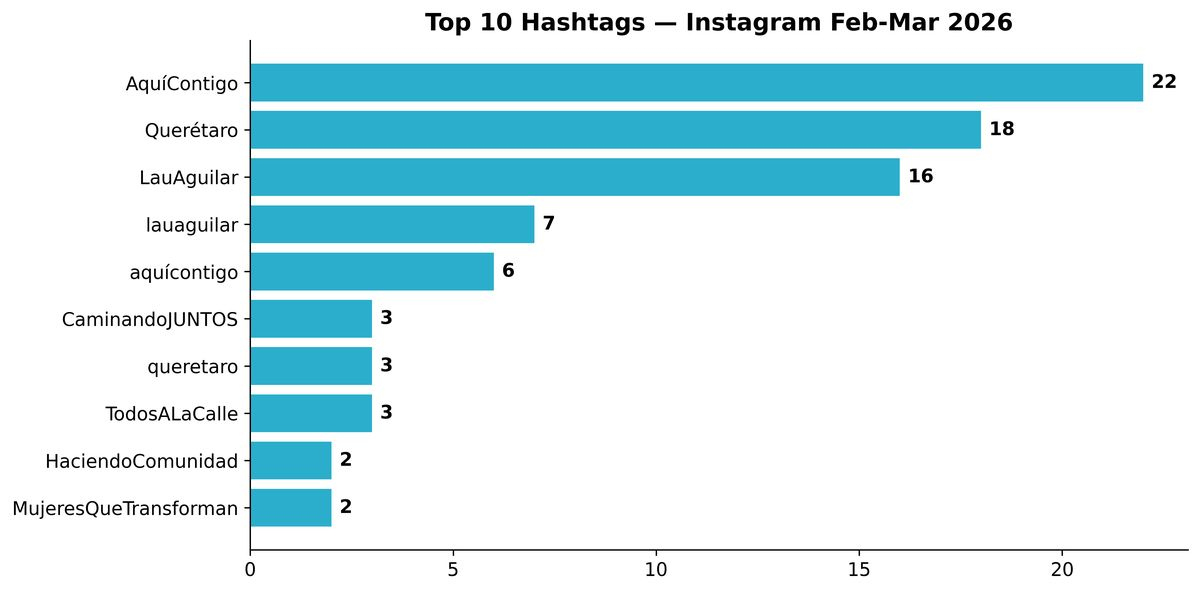 Top 10 Hashtags — Instagram Feb-Mar 2026
AquíContigo 22
Querétaro 18
LauAguilar 16
lauaguilar 7
aquícontigo 6
CaminandoJUNTOS 3
queretaro 3
TodosALaCalle 3
HaciendoComunidad 2
MujeresQueTransforman 2
0 5 10 15 20